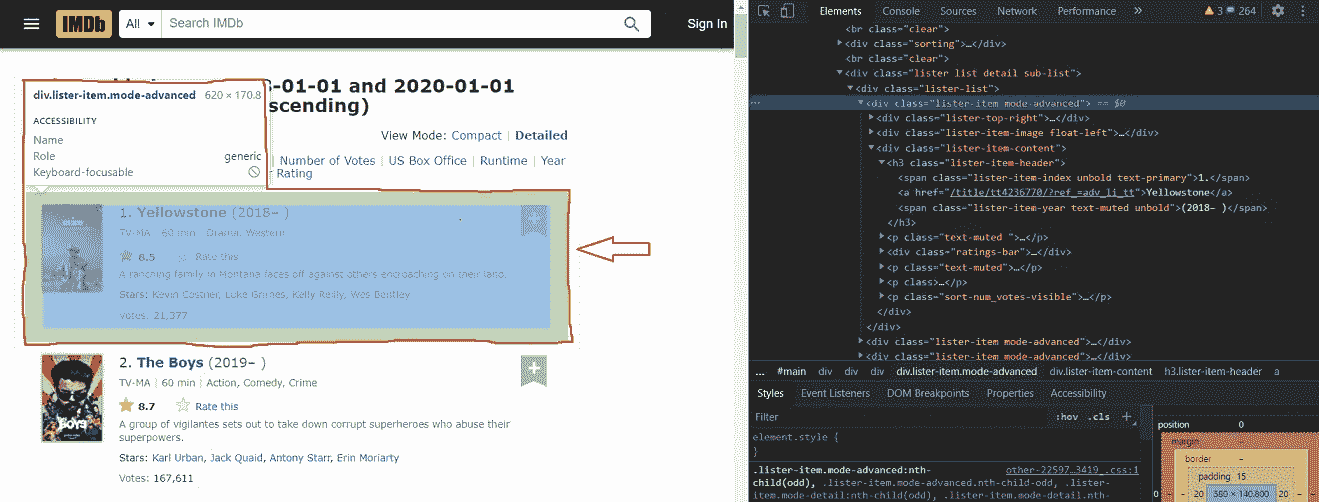 IMDb All Search IMDb Sign In
8-01-01 and 2020-01-01
scending)
div.lister-item.mode-advanced 620 × 170.8
ACCESSIBILITY
Name
Role generic
Keyboard-focusable
View Mode: Compact | Detailed
| Number of Votes | US Box Office | Runtime | Year
Rating
1. Yellowstone (2018– )
TV-MA | 60 min | Drama, Western
8.5 Rate this
A ranching family in Montana faces off against others encroaching on their land.
Stars: Kevin Costner, Luke Grimes, Kelly Reilly, Wes Bentley
Votes: 21,377
2. The Boys (2019– )
TV-MA | 60 min | Action, Comedy, Crime
8.7 Rate this
A group of vigilantes sets out to take down corrupt superheroes who abuse their
superpowers.
Stars: Karl Urban, Jack Quaid, Antony Starr, Erin Moriarty
Votes: 167,611
Elements Console Sources Network Performance » 3 264
<br class="clear">
<div class="sorting">…</div>
<br class="clear">
<div class="lister list detail sub-list">
<div class="lister-list">
… <div class="lister-item mode-advanced"> == $0
<div class="lister-top-right">…</div>
<div class="lister-item-image float-left">…</div>
<div class="lister-item-content">
<h3 class="lister-item-header">
<span class="lister-item-index unbold text-primary">1.</span>
<a href="/title/tt4236770/?ref_=adv_li_tt">Yellowstone</a>
<span class="lister-item-year text-muted unbold">(2018– )</span>
</h3>
<p class="text-muted ">…</p>
<div class="ratings-bar">…</div>
<p class="text-muted">…</p>
<p class>…</p>
<p class="sort-num_votes-visible">…</p>
</div>
</div>
<div class="lister-item mode-advanced">…</div>
<div class="lister-item mode-advanced">…</div>
… #main div div div div.lister-item.mode-advanced div.lister-item-content h3.lister-item-header a
Styles Event Listeners DOM Breakpoints Properties Accessibility
Filter :hov .cls +
element.style {
}
.lister-item.mode-advanced:nth- other-22597…3419_.css:1
child(odd), .lister-item.mode-advanced.nth-child-odd, .lister-
item.mode-detail:nth-child(odd), .lister-item.mode-detail.nth-
position 0
margin –
border –
padding 15
0 – – 20 580 × 140.800 20 – –